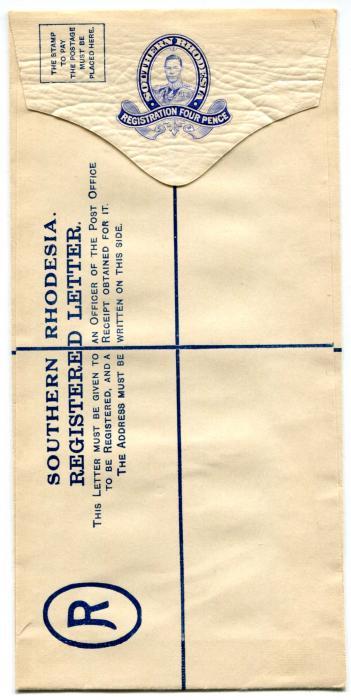 THE STAMP
TO PAY
THE POSTAGE
MUST BE
PLACED HERE.
SOUTHERN RHODESIA
REGISTRATION FOUR PENCE
SOUTHERN RHODESIA.
REGISTERED LETTER.
THIS LETTER MUST BE GIVEN TO AN OFFICER OF THE POST OFFICE
TO BE REGISTERED, AND A RECEIPT OBTAINED FOR IT.
THE ADDRESS MUST BE WRITTEN ON THIS SIDE.
R